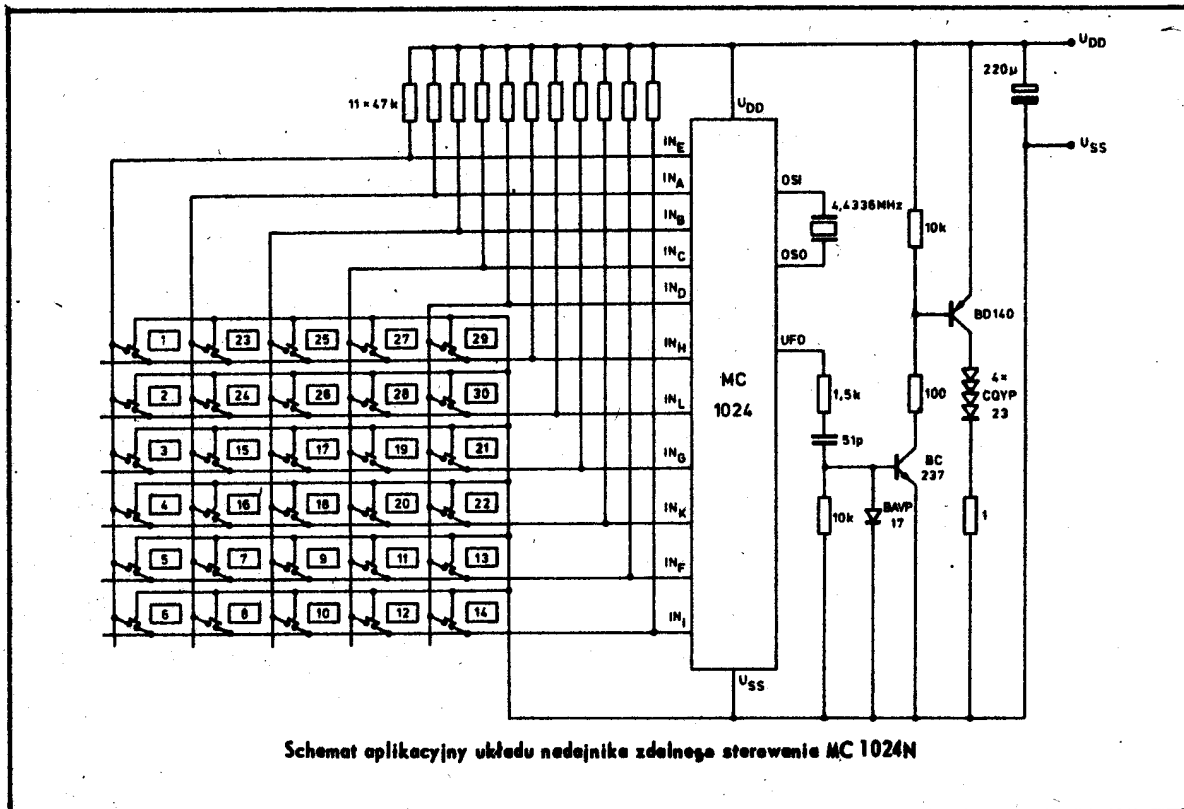 U_DD
220µ
11 × 47k
U_DD
U_SS
IN_E
IN_A
OSI
4,4336MHz
IN_B
10k
IN_C
OSO
IN_D
BD140
1 23 25 27 29
IN_H
UFO
2 24 26 28 30
IN_L
MC
1024
1,5k
100
4×
CQYP
23
3 15 17 19 21
IN_G
51p
BC
237
4 16 18 20 22
IN_K
10k
BAVP
17
1
5 7 9 11 13
IN_F
6 8 10 12 14
IN_I
U_SS
Schemat aplikacyjny układu nadajnika zdalnego sterowania MC 1024N